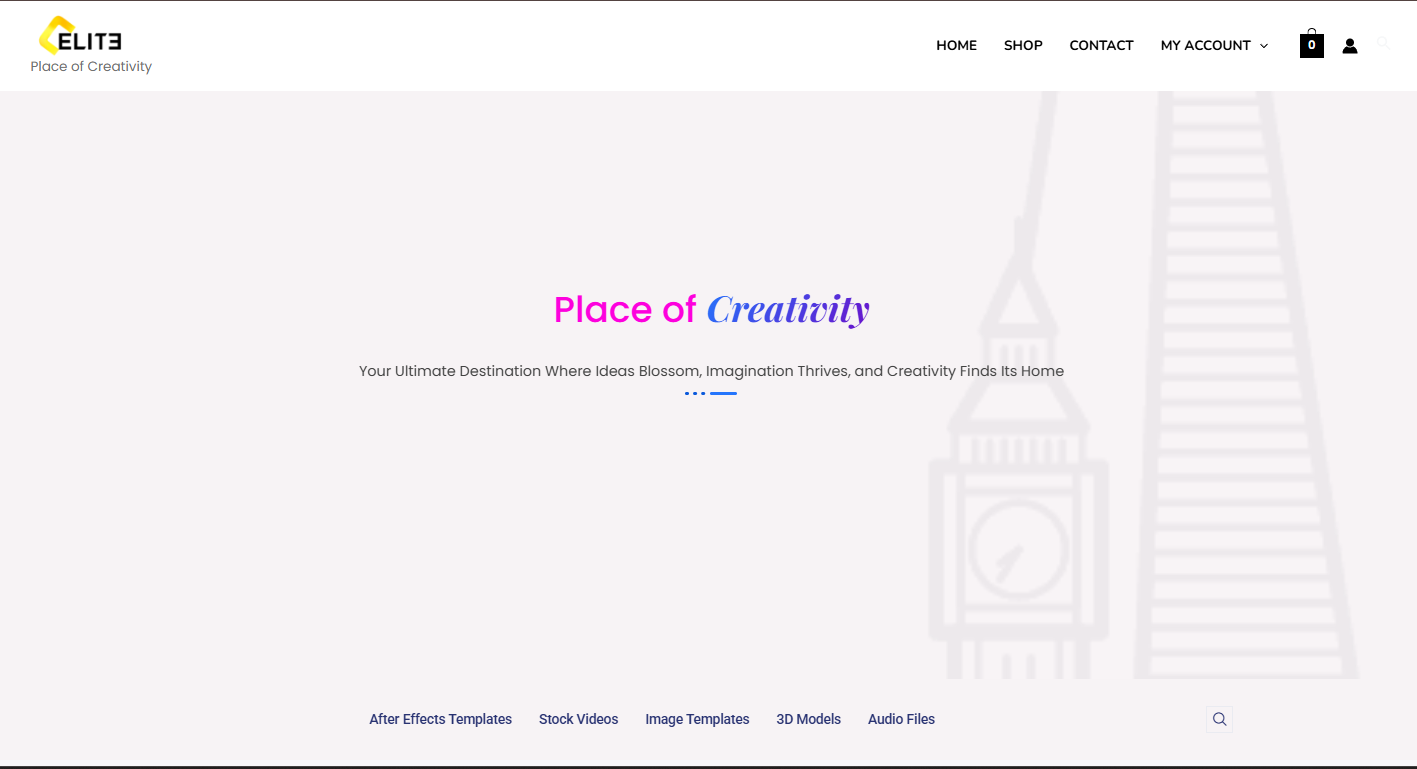 ELITE
Place of Creativity
HOME SHOP CONTACT MY ACCOUNT 0
Place of Creativity
Your Ultimate Destination Where Ideas Blossom, Imagination Thrives, and Creativity Finds Its Home
After Effects Templates Stock Videos Image Templates 3D Models Audio Files